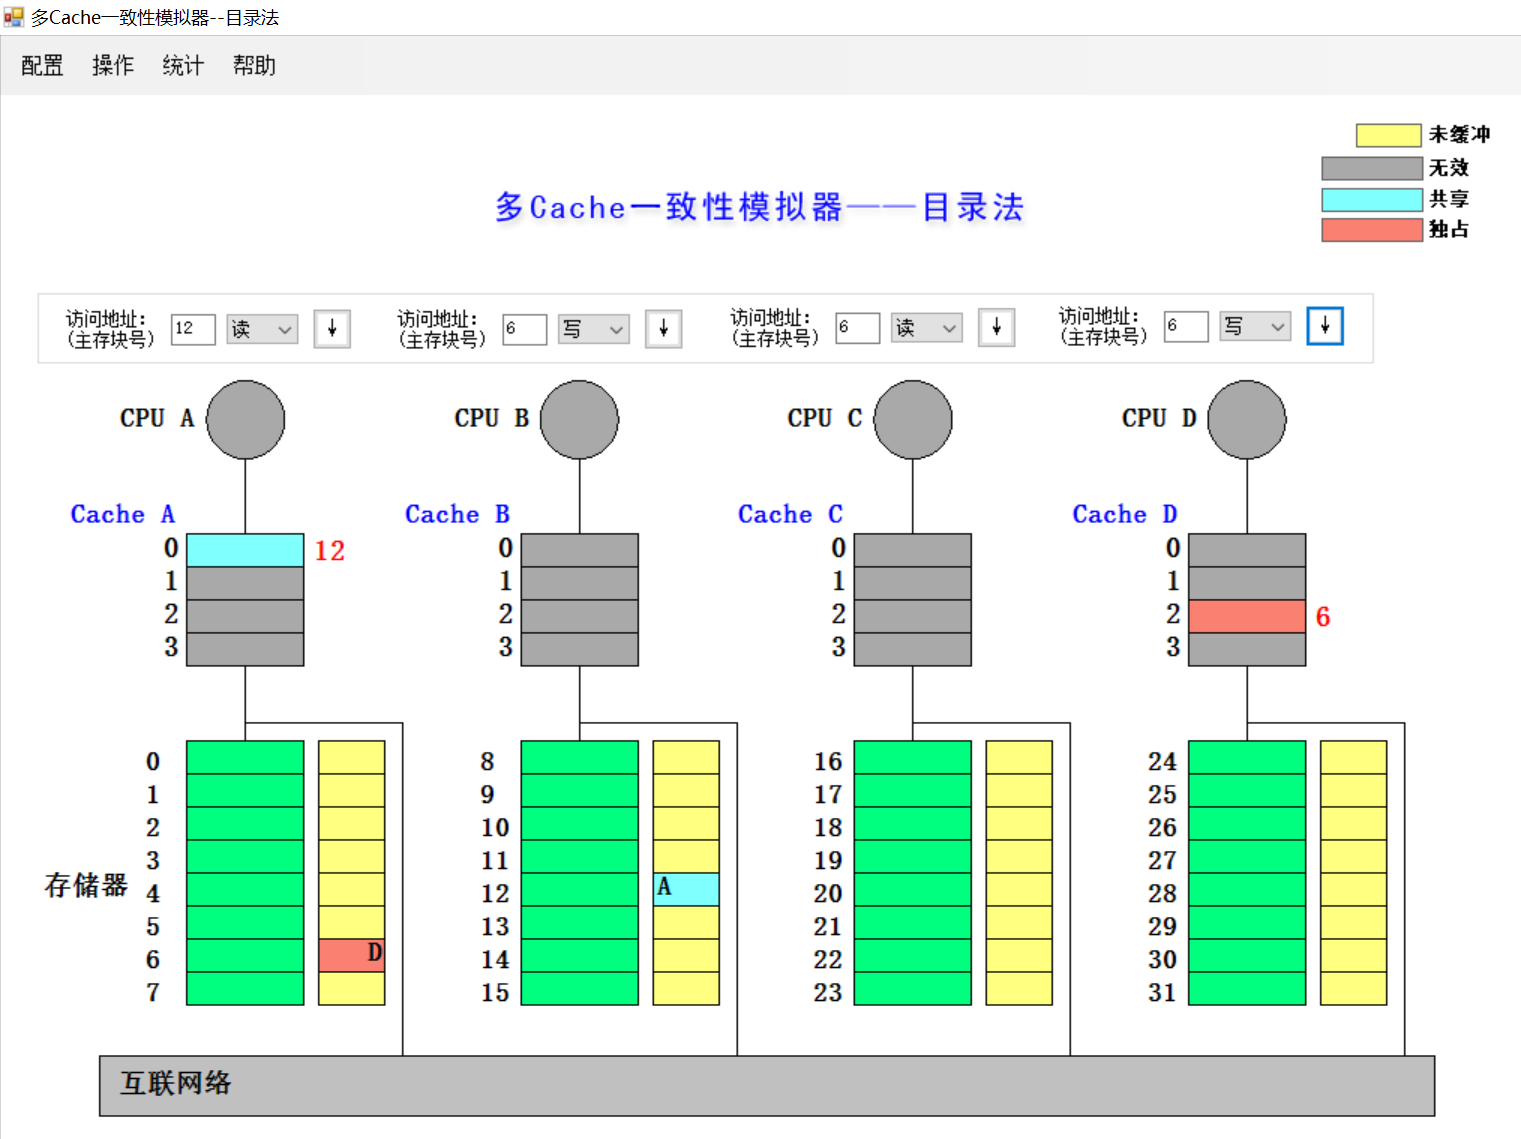 多Cache一致性模拟器--目录法
配置 操作 统计 帮助
未缓冲
无效
共享
独占
多Cache一致性模拟器——目录法
访问地址： 12 读 ↓
(主存块号)
访问地址： 6 写 ↓
(主存块号)
访问地址： 6 读 ↓
(主存块号)
访问地址： 6 写 ↓
(主存块号)
CPU A CPU B CPU C CPU D
Cache A Cache B Cache C Cache D
0 12 0 0 0
1 1 1 1
2 2 2 2 6
3 3 3 3
0 8 16 24
1 9 17 25
2 10 18 26
3 11 19 27
存储器 4 12 A 20 28
5 13 21 29
6 D 14 22 30
7 15 23 31
互联网络